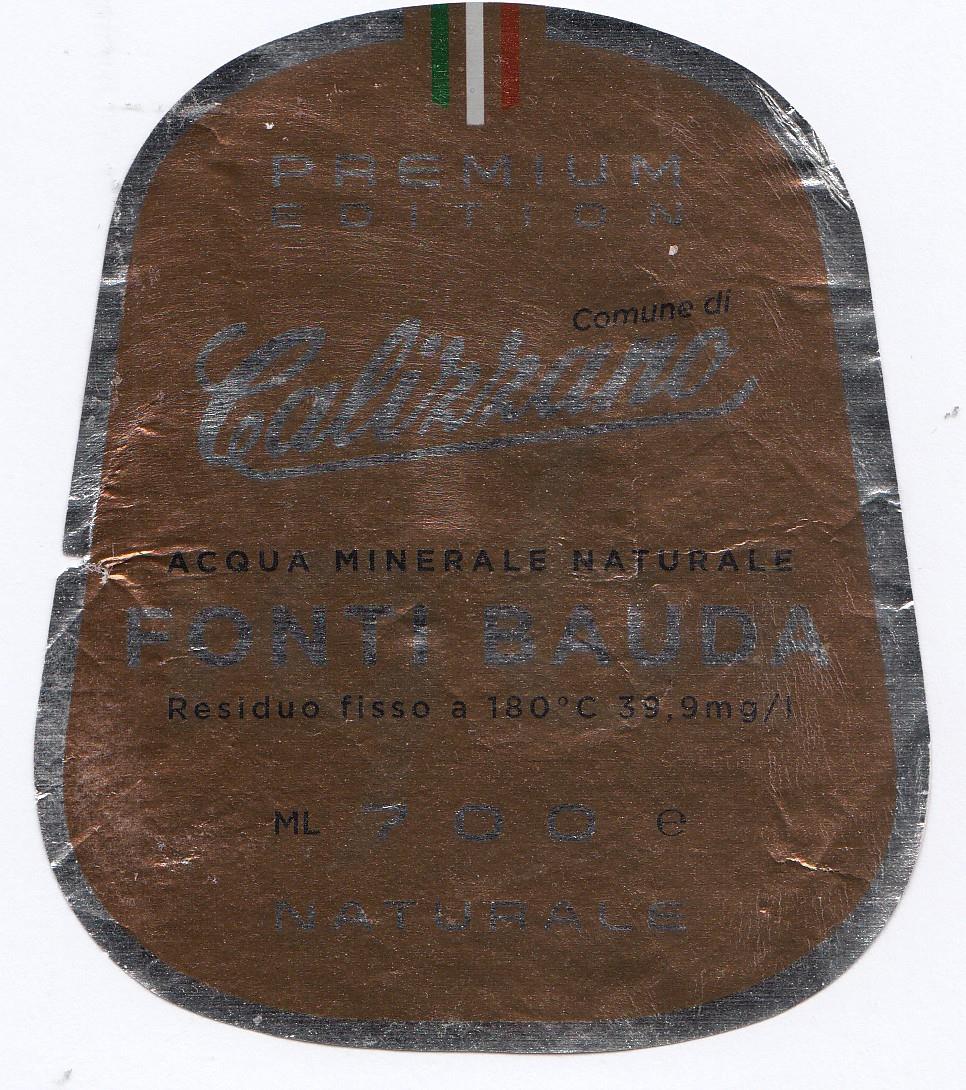 PREMIUM
EDITION
Comune di
Calizzano
ACQUA MINERALE NATURALE
FONTI BAUDA
Residuo fisso a 180°C 39,9mg/l
ML 700 ℮
NATURALE